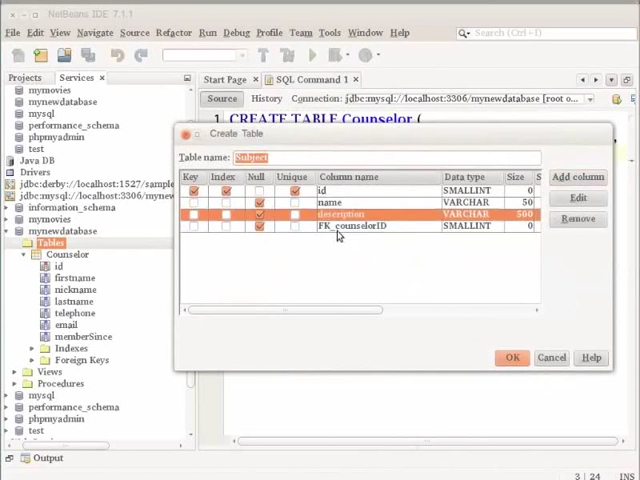 NetBeans IDE 7.1.1
File Edit View Navigate Source Refactor Run Debug Profile Team Tools Window Help
Search (Ctrl+I)
Projects
Services
Start Page
SQL Command 1
Source
History
Connection: jdbc:mysql://localhost:3306/mynewdatabase [root o...
1 CREATE TABLE Counselor (
mymovies
mynewdatabase
mysql
performance_schema
phpmyadmin
test
Java DB
Drivers
jdbc:derby://localhost:1527/sample
jdbc:mysql://localhost:3306/mynew
information_schema
mymovies
mynewdatabase
Tables
Counselor
id
firstname
nickname
lastname
telephone
email
memberSince
Indexes
Foreign Keys
Views
Procedures
mysql
performance_schema
phpmyadmin
test
Create Table
Table name: Subject
Key Index Null Unique Column name Data type Size S
id SMALLINT 0
name VARCHAR 50
description VARCHAR 500
FK_counselorID SMALLINT 0
Add column
Edit
Remove
OK
Cancel
Help
Output
3 | 24 INS